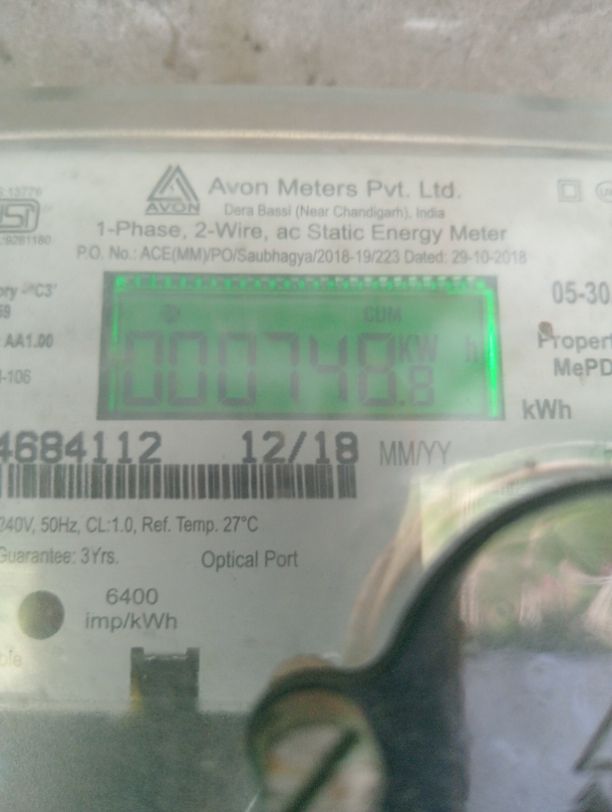 Avon Meters Pvt. Ltd.
AVON
Dera Bassi (Near Chandigarh), India
1-Phase, 2-Wire, ac Static Energy Meter
P.O. No.: ACE(MM)/PO/Saubhagya/2018-19/223 Dated: 29-10-2018
05-30
CUM
000748.8 KW h
AA1.00
-106
MePD
kWh
4684112 12/18 MM/YY
240V, 50Hz, CL:1.0, Ref. Temp. 27°C
Guarantee: 3Yrs. Optical Port
6400
imp/kWh